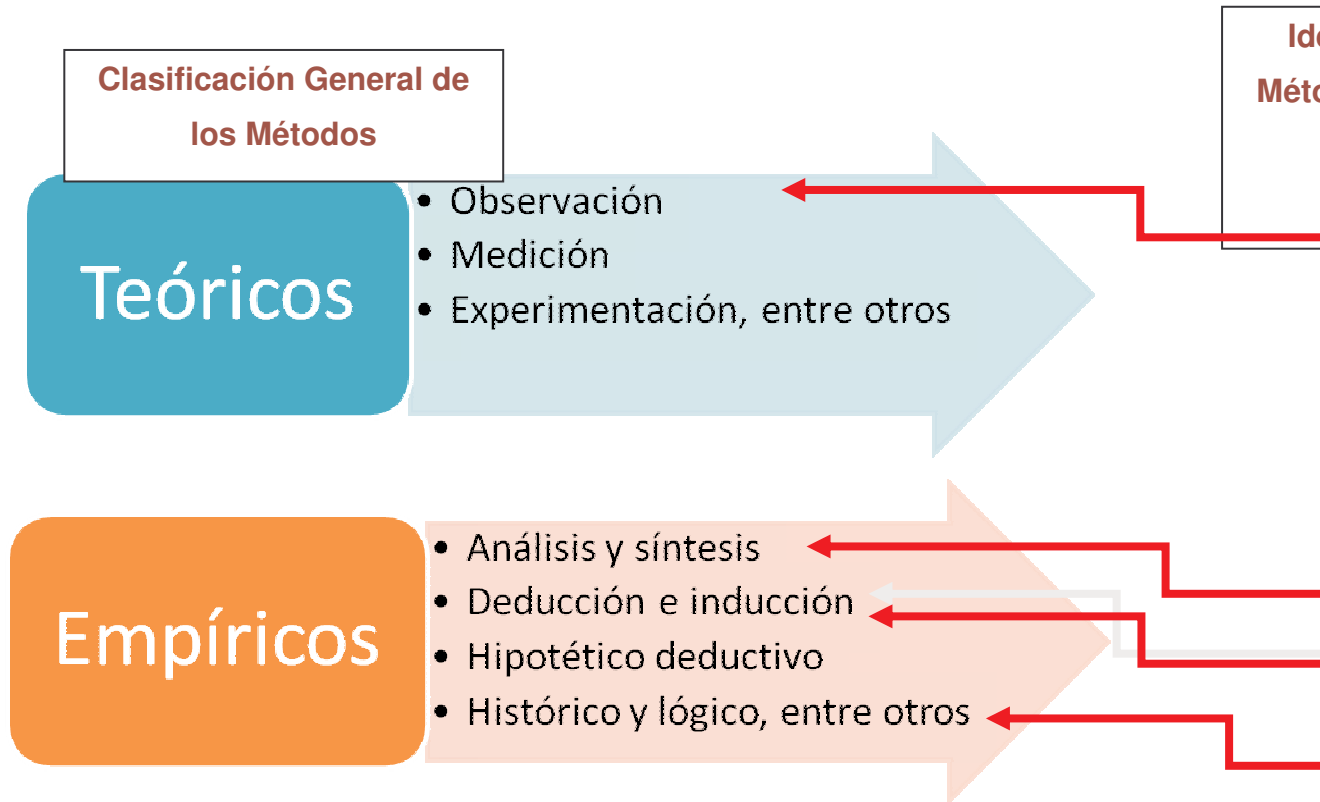 Clasificación General de
los Métodos
Teóricos
• Observación
• Medición
• Experimentación, entre otros
Empíricos
• Análisis y síntesis
• Deducción e inducción
• Hipotético deductivo
• Histórico y lógico, entre otros